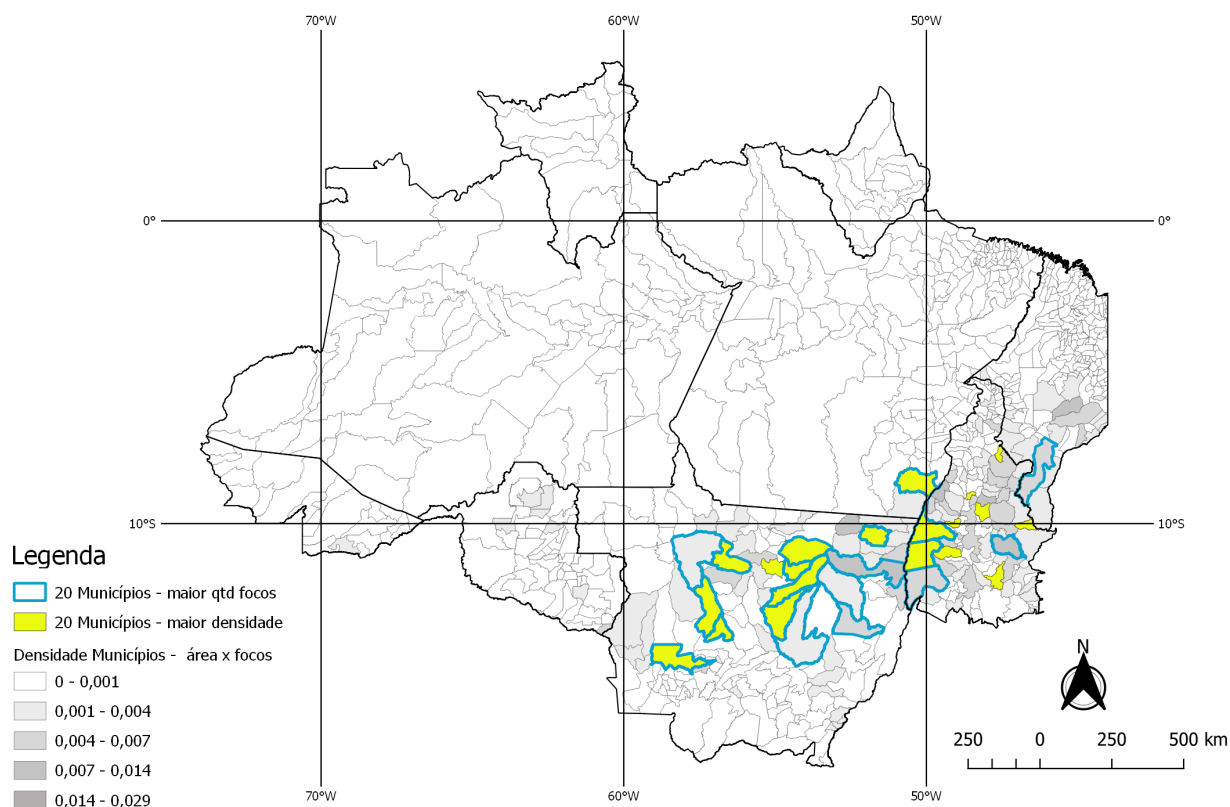 70°W 60°W 50°W
0° 0°
10°S 10°S
Legenda
20 Municípios - maior qtd focos
20 Municípios - maior densidade
Densidade Municípios - área x focos
0 - 0,001
0,001 - 0,004
0,004 - 0,007
0,007 - 0,014
0,014 - 0,029
N
250 0 250 500 km
70°W 60°W 50°W